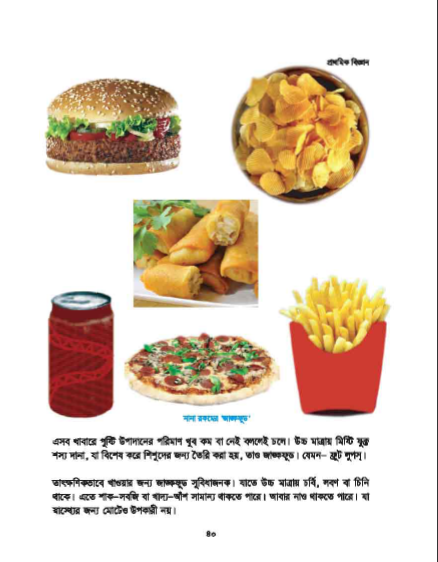 প্রাথমিক বিজ্ঞান
নানা রকমের 'জাঙ্কফুড'
এসব খাবারে পুষ্টি উপাদানের পরিমাণ খুব কম বা নেই বললেই চলে। উচ্চ মাত্রায় মিষ্টি যুক্ত
শস্য দানা, যা বিশেষ করে শিশুদের জন্য তৈরি করা হয়, তাও জাঙ্কফুড। যেমন– ফ্রুট লুপস্।
তাৎক্ষণিকভাবে খাওয়ার জন্য জাঙ্কফুড সুবিধাজনক। যাতে উচ্চ মাত্রায় চর্বি, লবণ বা চিনি
থাকে। এতে শাক–সবজি বা খাদ্য–আঁশ সামান্য থাকতে পারে। আবার নাও থাকতে পারে। যা
স্বাস্থ্যের জন্য মোটেও উপকারী নয়।
৪০